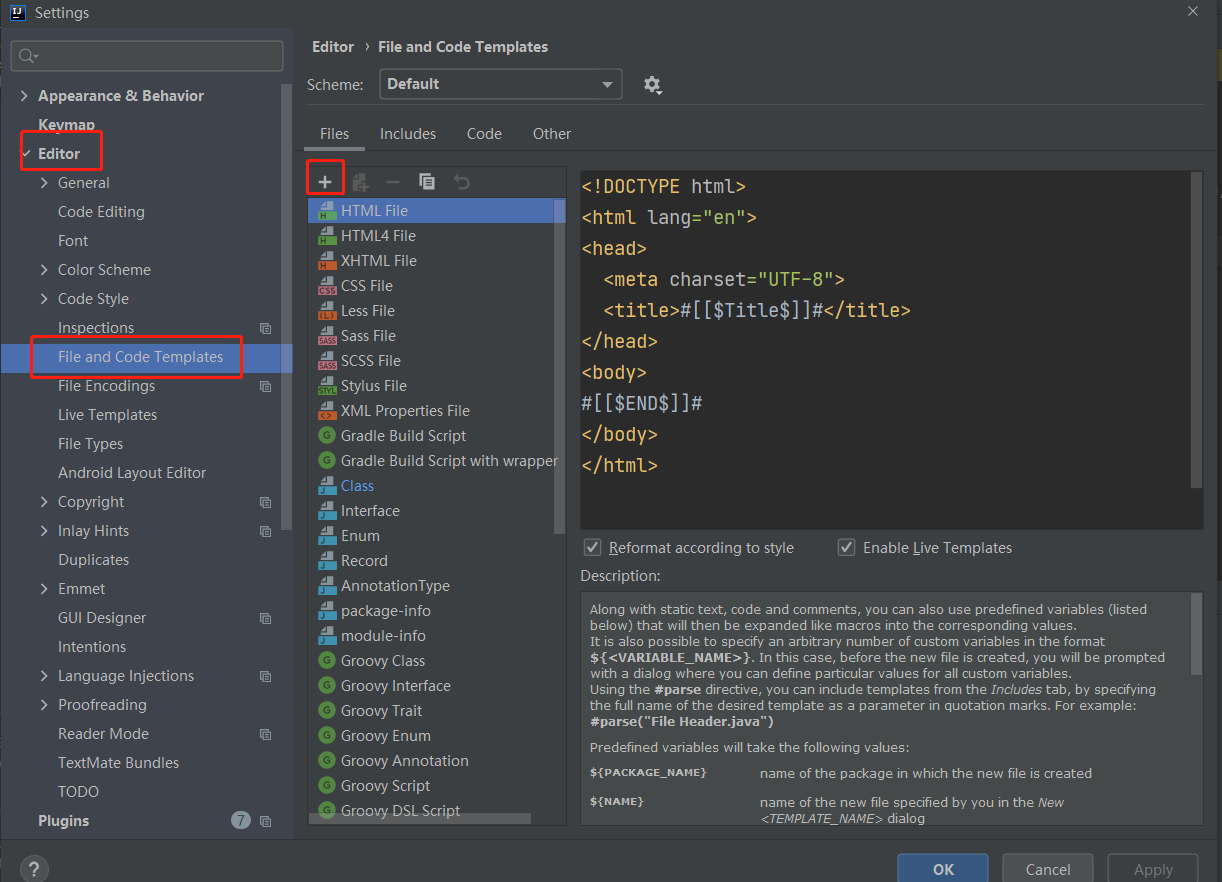 Settings
Editor › File and Code Templates
Scheme: Default
Appearance & Behavior
Keymap
Editor
General
Code Editing
Font
Color Scheme
Code Style
Inspections
File and Code Templates
File Encodings
Live Templates
File Types
Android Layout Editor
Copyright
Inlay Hints
Duplicates
Emmet
GUI Designer
Intentions
Language Injections
Proofreading
Reader Mode
TextMate Bundles
TODO
Plugins 7
Files Includes Code Other
HTML File
HTML4 File
XHTML File
CSS File
Less File
Sass File
SCSS File
Stylus File
XML Properties File
Gradle Build Script
Gradle Build Script with wrapper
Class
Interface
Enum
Record
AnnotationType
package-info
module-info
Groovy Class
Groovy Interface
Groovy Trait
Groovy Enum
Groovy Annotation
Groovy Script
Groovy DSL Script
<!DOCTYPE html>
<html lang="en">
<head>
  <meta charset="UTF-8">
  <title>#[[$Title$]]#</title>
</head>
<body>
#[[$END$]]#
</body>
</html>
Reformat according to style Enable Live Templates
Description:
Along with static text, code and comments, you can also use predefined variables (listed
below) that will then be expanded like macros into the corresponding values.
It is also possible to specify an arbitrary number of custom variables in the format
${<VARIABLE_NAME>}. In this case, before the new file is created, you will be prompted
with a dialog where you can define particular values for all custom variables.
Using the #parse directive, you can include templates from the Includes tab, by specifying
the full name of the desired template as a parameter in quotation marks. For example:
#parse("File Header.java")
Predefined variables will take the following values:
${PACKAGE_NAME} name of the package in which the new file is created
${NAME} name of the new file specified by you in the New
<TEMPLATE_NAME> dialog
? OK Cancel Apply